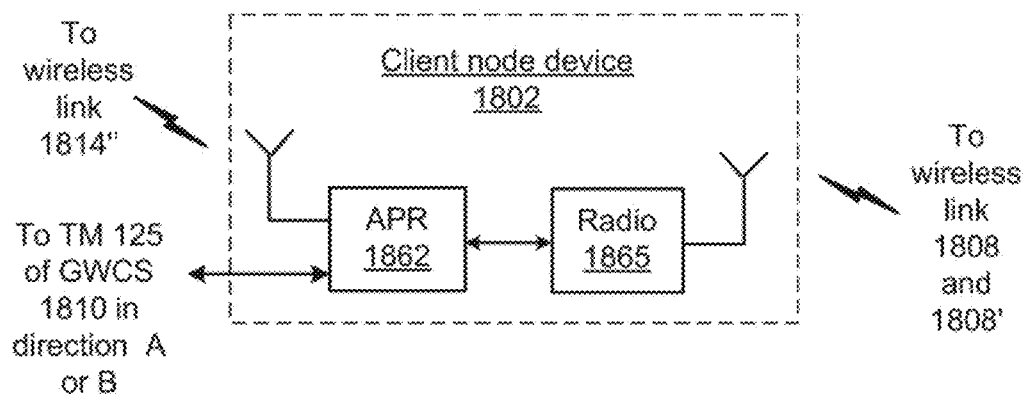 To
wireless
link
1814"
Client node device
1802
APR
1862
Radio
1865
To TM 125
of GWCS
1810 in
direction A
or B
To
wireless
link
1808
and
1808'